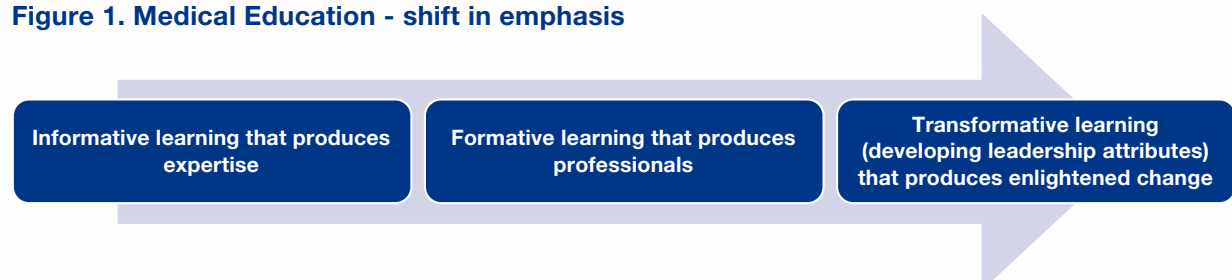 Figure 1. Medical Education - shift in emphasis
Informative learning that produces
expertise
Formative learning that produces
professionals
Transformative learning
(developing leadership attributes)
that produces enlightened change